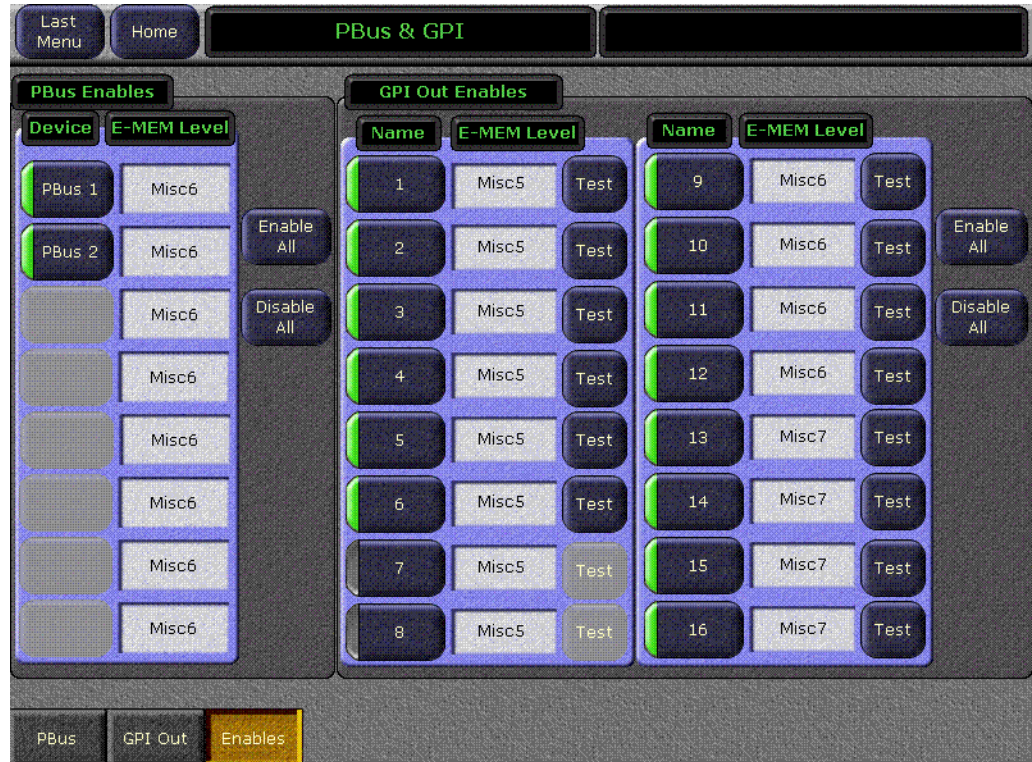 Last
Menu
Home
PBus & GPI
PBus Enables
Device
E-MEM Level
PBus 1
Misc6
PBus 2
Misc6
Misc6
Misc6
Misc6
Misc6
Misc6
Misc6
Enable
All
Disable
All
GPI Out Enables
Name
E-MEM Level
1
Misc5
Test
2
Misc5
Test
3
Misc5
Test
4
Misc5
Test
5
Misc5
Test
6
Misc5
Test
7
Misc5
Test
8
Misc5
Test
Name
E-MEM Level
9
Misc6
Test
10
Misc6
Test
11
Misc6
Test
12
Misc6
Test
13
Misc7
Test
14
Misc7
Test
15
Misc7
Test
16
Misc7
Test
Enable
All
Disable
All
PBus
GPI Out
Enables